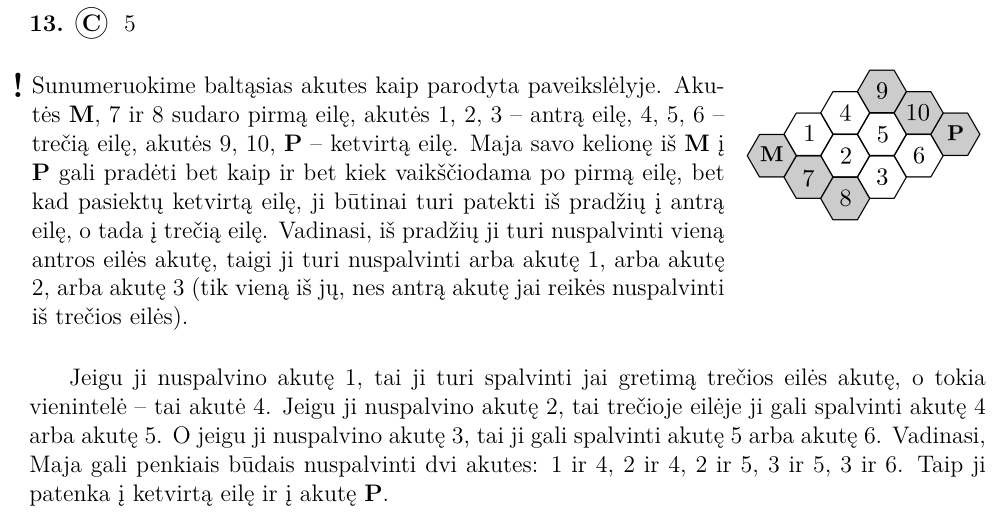 13. C 5
! Sunumeruokime baltąsias akutes kaip parodyta paveikslėlyje. Aku-
tės M, 7 ir 8 sudaro pirmą eilę, akutės 1, 2, 3 – antrą eilę, 4, 5, 6 –
trečią eilę, akutės 9, 10, P – ketvirtą eilę. Maja savo kelionę iš M į
P gali pradėti bet kaip ir bet kiek vaikščiodama po pirmą eilę, bet
kad pasiektų ketvirtą eilę, ji būtinai turi patekti iš pradžių į antrą
eilę, o tada į trečią eilę. Vadinasi, iš pradžių ji turi nuspalvinti vieną
antros eilės akutę, taigi ji turi nuspalvinti arba akutę 1, arba akutę
2, arba akutę 3 (tik vieną iš jų, nes antrą akutę jai reikės nuspalvinti
iš trečios eilės).
9
4 10
1 5 P
M 2 6
7 3
8
Jeigu ji nuspalvino akutę 1, tai ji turi spalvinti jai gretimą trečios eilės akutę, o tokia
vienintelė – tai akutė 4. Jeigu ji nuspalvino akutę 2, tai trečioje eilėje ji gali spalvinti akutę 4
arba akutę 5. O jeigu ji nuspalvino akutę 3, tai ji gali spalvinti akutę 5 arba akutę 6. Vadinasi,
Maja gali penkiais būdais nuspalvinti dvi akutes: 1 ir 4, 2 ir 4, 2 ir 5, 3 ir 5, 3 ir 6. Taip ji
patenka į ketvirtą eilę ir į akutę P.